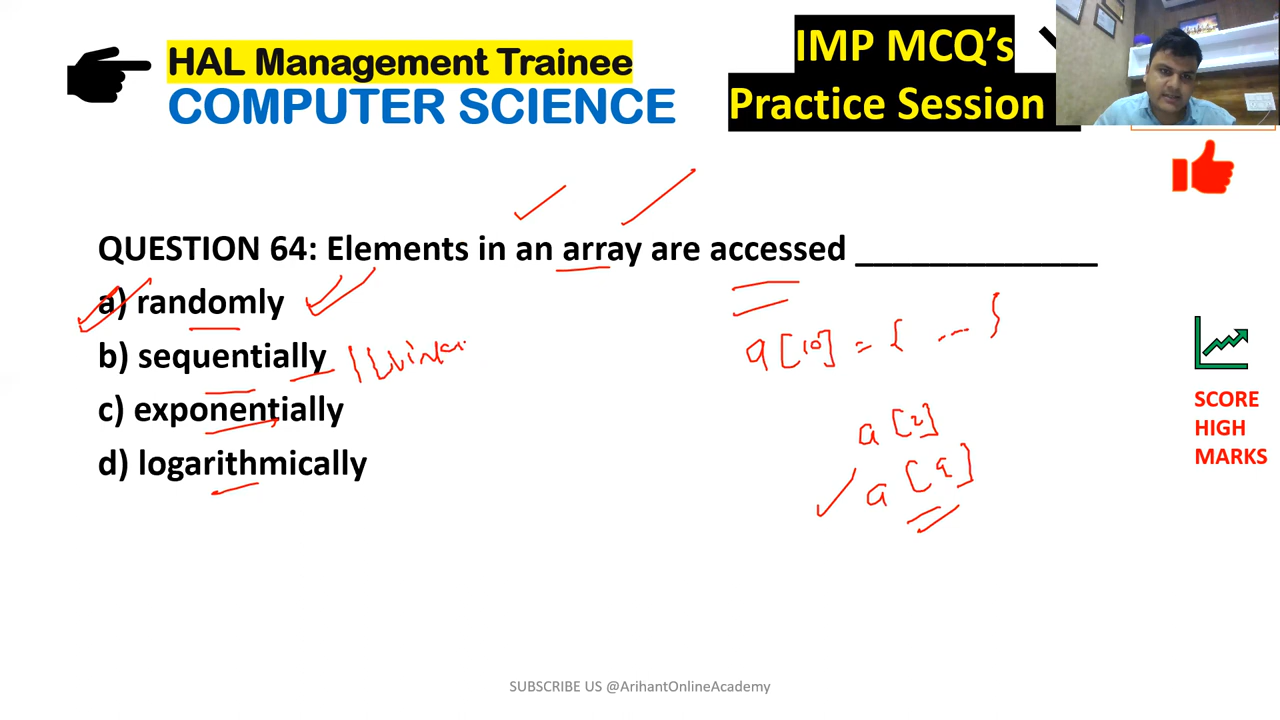 HAL Management Trainee
COMPUTER SCIENCE
IMP MCQ’s
Practice Session
QUESTION 64: Elements in an array are accessed ______________
a) randomly
b) sequentially
c) exponentially
d) logarithmically
a [10] = { ... }
a [2]
a [9]
SCORE
HIGH
MARKS
SUBSCRIBE US @ArihantOnlineAcademy